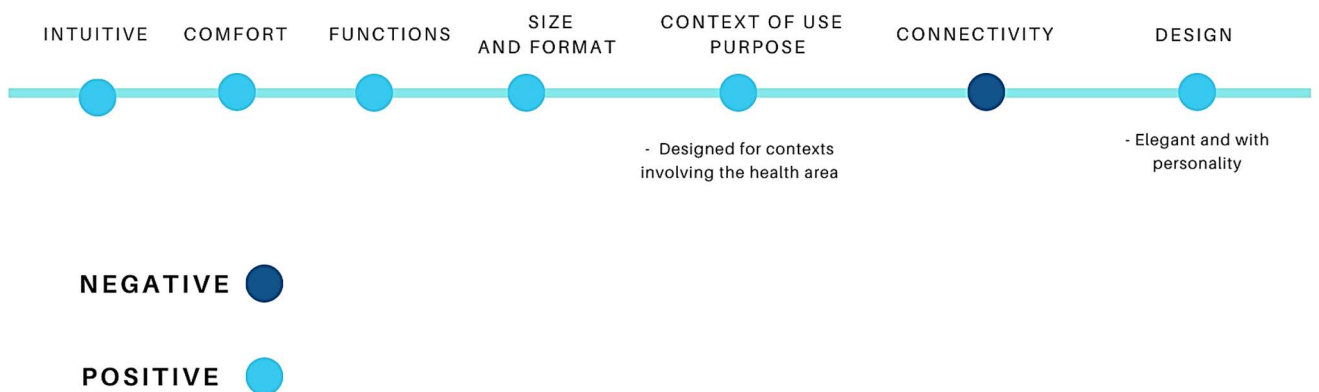 INTUITIVE
COMFORT
FUNCTIONS
SIZE
AND FORMAT
CONTEXT OF USE
PURPOSE
CONNECTIVITY
DESIGN
- Designed for contexts
involving the health area
- Elegant and with
personality
NEGATIVE
POSITIVE